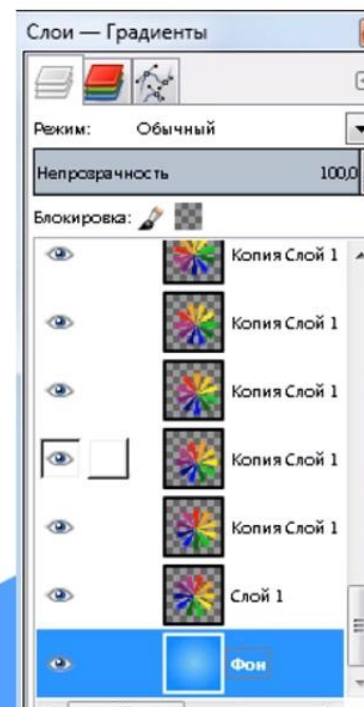 Слои — Градиенты
Режим: Обычный
Непрозрачность 100,0
Блокировка:
Копия Слой 1
Копия Слой 1
Копия Слой 1
Копия Слой 1
Копия Слой 1
Слой 1
Фон